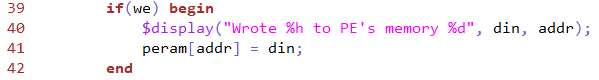 39 if(we) begin
40 $display("Wrote %h to PE's memory %d", din, addr);
41 peram[addr] = din;
42 end